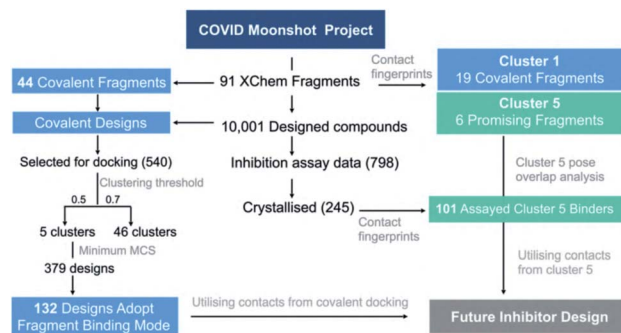 COVID Moonshot Project
44 Covalent Fragments
91 XChem Fragments
Contact
fingerprints
Cluster 1
19 Covalent Fragments
Cluster 5
6 Promising Fragments
Covalent Designs
10,001 Designed compounds
Selected for docking (540)
Inhibition assay data (798)
Cluster 5 pose
overlap analysis
Clustering threshold
0.5
0.7
Crystallised (245)
Contact
fingerprints
101 Assayed Cluster 5 Binders
5 clusters
46 clusters
Minimum MCS
379 designs
Utilising contacts
from cluster 5
132 Designs Adopt
Fragment Binding Mode
Utilising contacts from covalent docking
Future Inhibitor Design